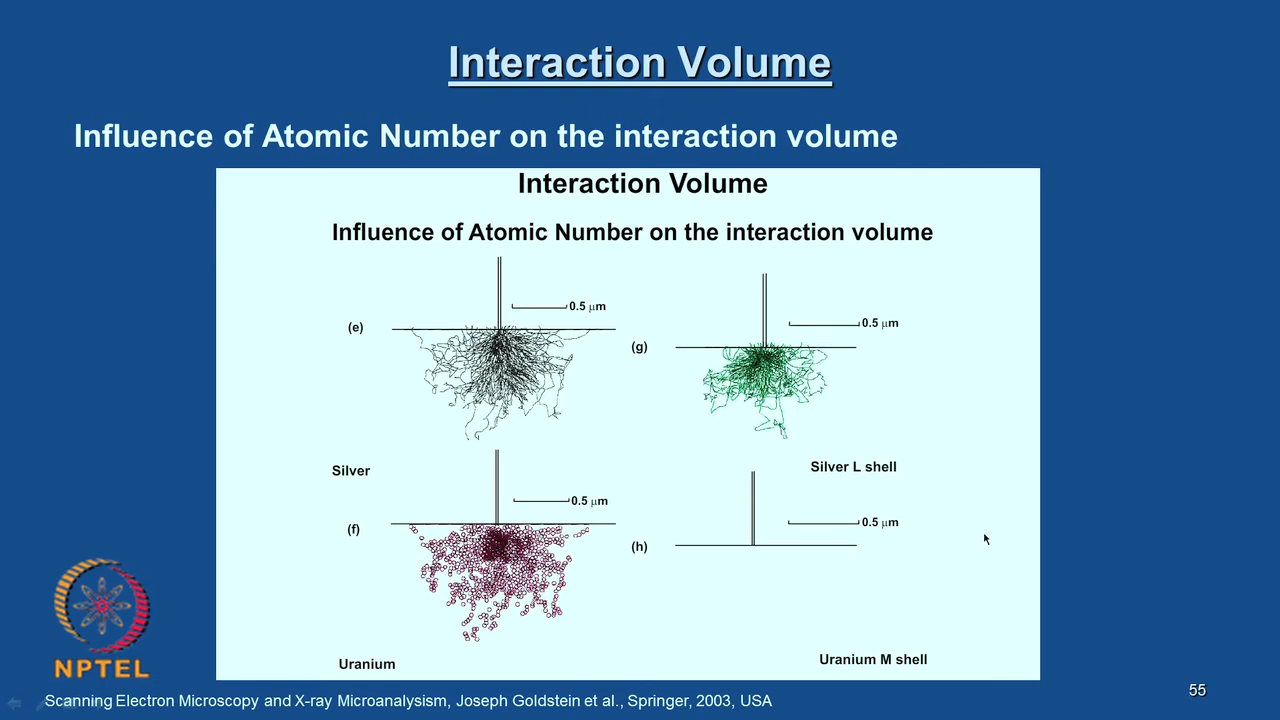 Interaction Volume
Influence of Atomic Number on the interaction volume
Interaction Volume
Influence of Atomic Number on the interaction volume
0.5 μm
(e)
0.5 μm
(g)
Silver
Silver L shell
0.5 μm
(f)
0.5 μm
(h)
Uranium
Uranium M shell
NPTEL
Scanning Electron Microscopy and X-ray Microanalysism, Joseph Goldstein et al., Springer, 2003, USA
55